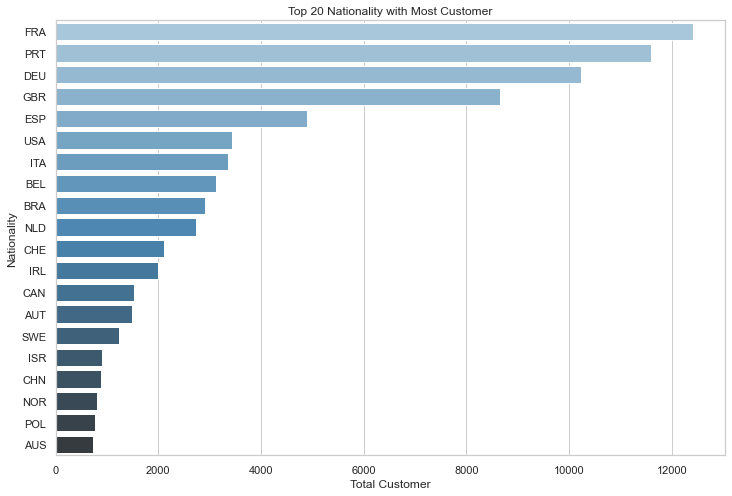 Top 20 Nationality with Most Customer
FRA
PRT
DEU
GBR
ESP
USA
ITA
BEL
BRA
NLD
CHE
IRL
CAN
AUT
SWE
ISR
CHN
NOR
POL
AUS
Nationality
0 2000 4000 6000 8000 10000 12000
Total Customer